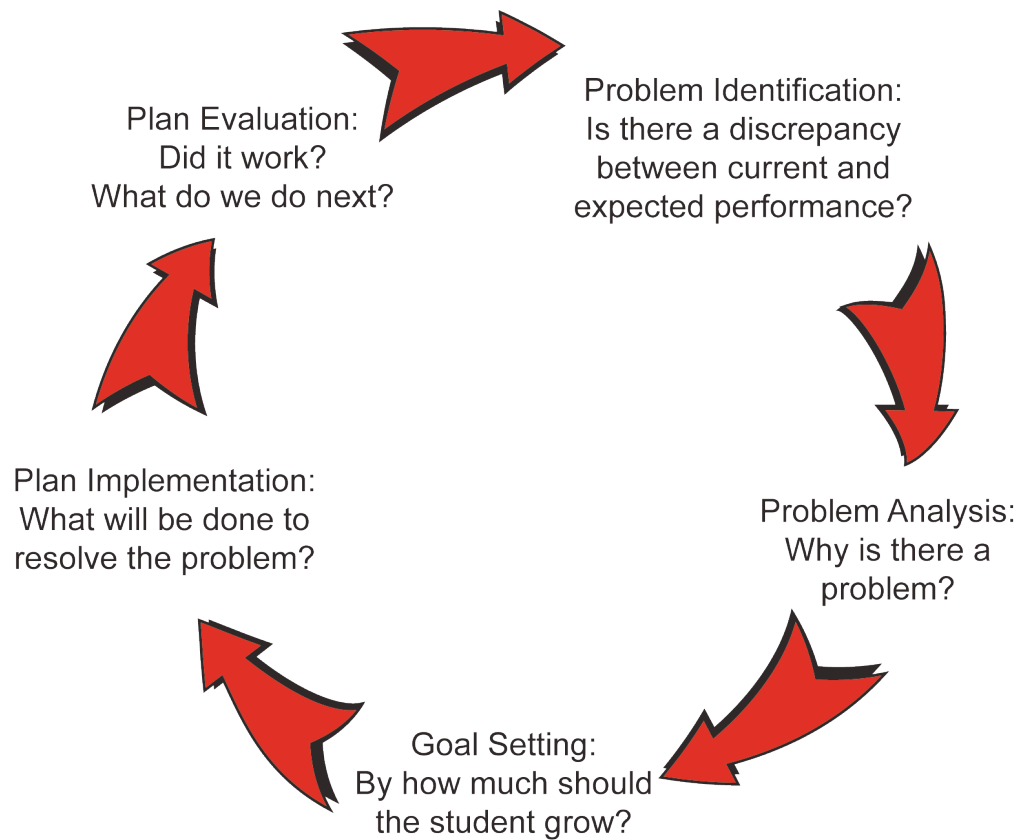 Problem Identification:
Is there a discrepancy
between current and
expected performance?
Problem Analysis:
Why is there a
problem?
Goal Setting:
By how much should
the student grow?
Plan Implementation:
What will be done to
resolve the problem?
Plan Evaluation:
Did it work?
What do we do next?